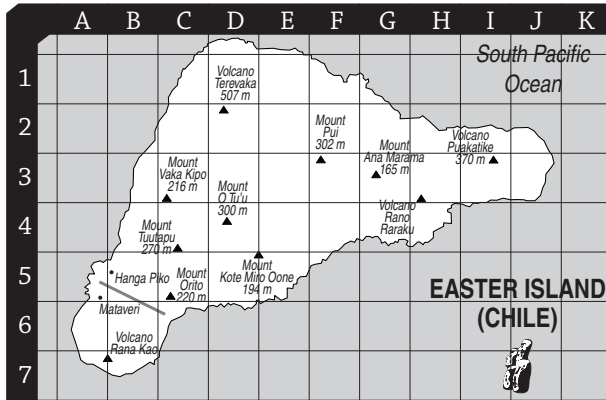 A B C D E F G H I J K
1
2
3
4
5
6
7
South Pacific
Ocean
Volcano
Terevaka
507 m
Mount
Pui
302 m
Mount
Ana Marama
165 m
Volcano
Puakatike
370 m
Mount
Vaka Kipo
216 m
Mount
O Tu'u
300 m
Volcano
Rano
Raraku
Mount
Tuutapu
270 m
Hanga Piko
Mount
Orito
220 m
Mount
Kote Miro Oone
194 m
Mataveri
Volcano
Rana Kao
EASTER ISLAND
(CHILE)